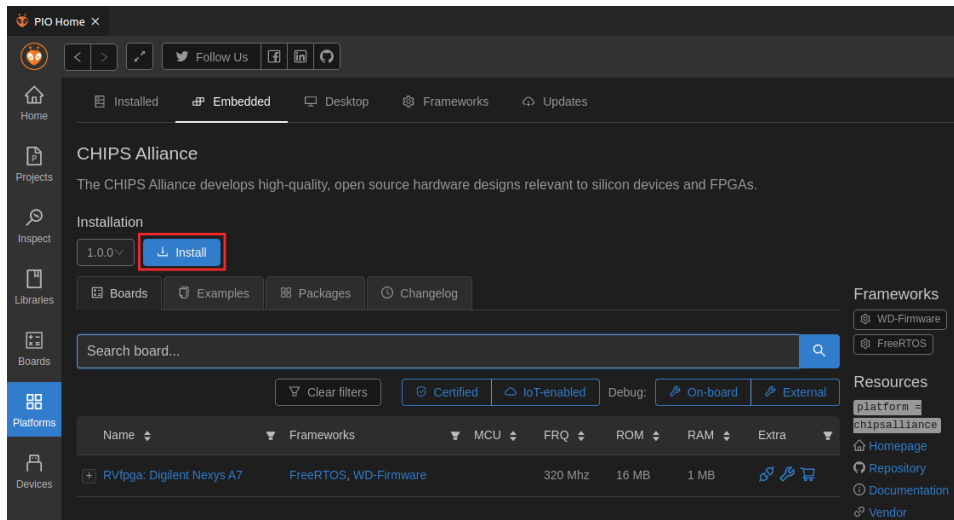 PIO Home
Follow Us
Home
Projects
Inspect
Libraries
Boards
Platforms
Devices
Installed Embedded Desktop Frameworks Updates
CHIPS Alliance
The CHIPS Alliance develops high-quality, open source hardware designs relevant to silicon devices and FPGAs.
Installation
1.0.0 Install
Boards Examples Packages Changelog
Search board...
Clear filters Certified IoT-enabled Debug: On-board External
Name Frameworks MCU FRQ ROM RAM Extra
RVfpga: Digilent Nexys A7 FreeRTOS, WD-Firmware 320 Mhz 16 MB 1 MB
Frameworks
WD-Firmware
FreeRTOS
Resources
platform =
chipsalliance
Homepage
Repository
Documentation
Vendor